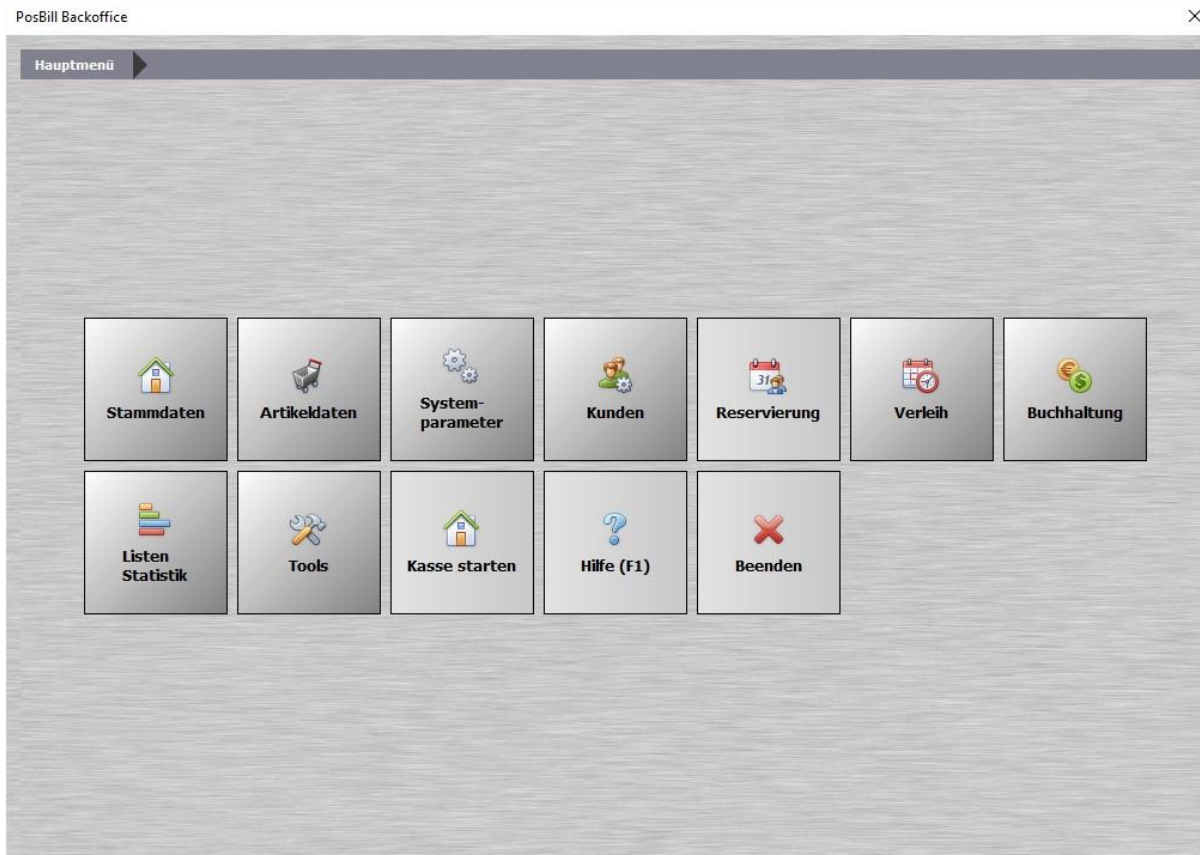 PosBill Backoffice
Hauptmenü
Stammdaten
Artikeldaten
System-
parameter
Kunden
31
Reservierung
Verleih
Buchhaltung
Listen
Statistik
Tools
Kasse starten
Hilfe (F1)
Beenden